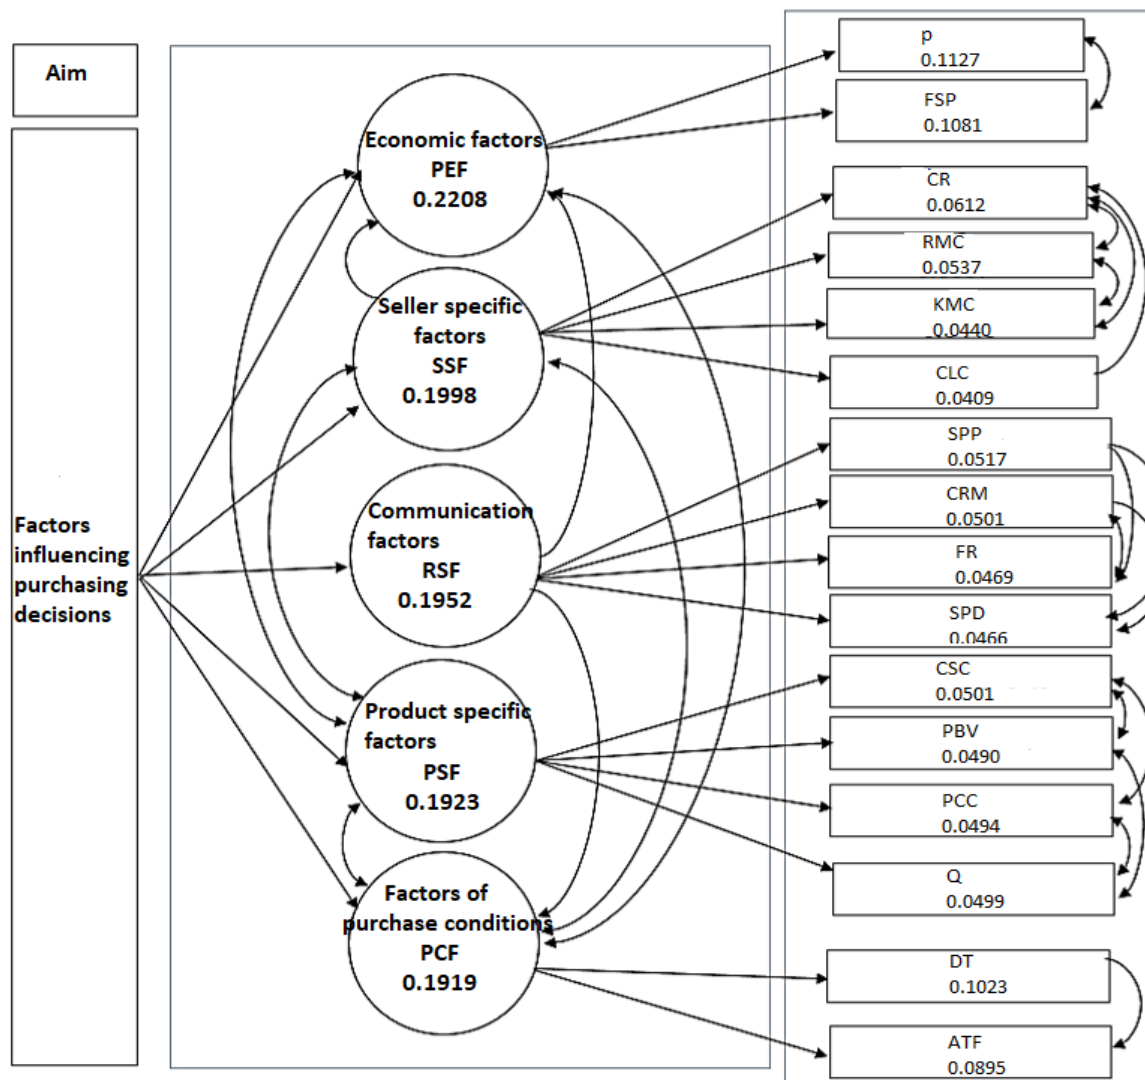 Aim
Factors
influencing
purchasing
decisions
Economic factors
PEF
0.2208
Seller specific
factors
SSF
0.1998
Communication
factors
RSF
0.1952
Product specific
factors
PSF
0.1923
Factors of
purchase conditions
PCF
0.1919
p
0.1127
FSP
0.1081
CR
0.0612
RMC
0.0537
KMC
0.0440
CLC
0.0409
SPP
0.0517
CRM
0.0501
FR
0.0469
SPD
0.0466
CSC
0.0501
PBV
0.0490
PCC
0.0494
Q
0.0499
DT
0.1023
ATF
0.0895